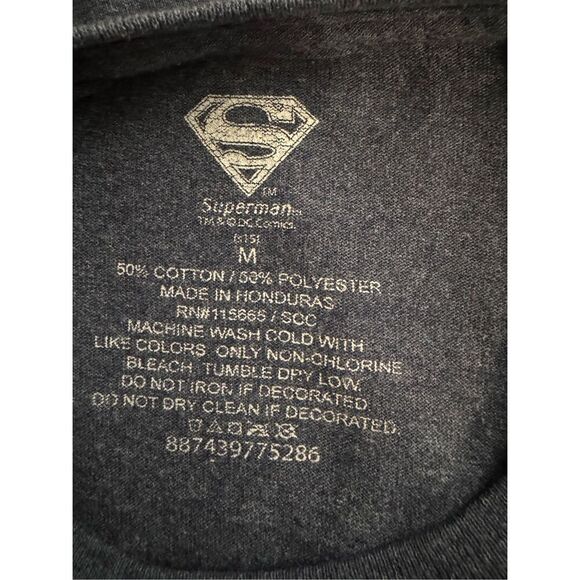 S
TM
Superman TM
TM & © DC Comics.
(s15)
M
50% COTTON / 50% POLYESTER
MADE IN HONDURAS
RN#115665 / SCC
MACHINE WASH COLD WITH
LIKE COLORS. ONLY NON-CHLORINE
BLEACH. TUMBLE DRY LOW.
DO NOT IRON IF DECORATED.
DO NOT DRY CLEAN IF DECORATED.
887439775286